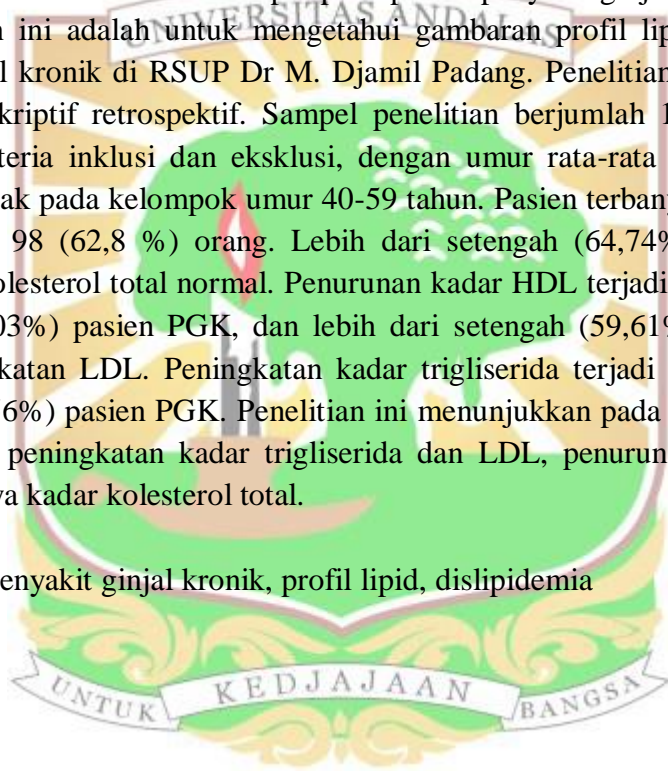 UNIVERSITAS ANDALAS
ini adalah untuk mengetahui gambaran profil lip
kronik di RSUP Dr M. Djamil Padang. Penelitian
kriptif retrospektif. Sampel penelitian berjumlah 1
teria inklusi dan eksklusi, dengan umur rata-rata
ak pada kelompok umur 40-59 tahun. Pasien terban
98 (62,8 %) orang. Lebih dari setengah (64,74%
olesterol total normal. Penurunan kadar HDL terjadi
03%) pasien PGK, dan lebih dari setengah (59,61%
katan LDL. Peningkatan kadar trigliserida terjadi
6%) pasien PGK. Penelitian ini menunjukkan pada
peningkatan kadar trigliserida dan LDL, penurun
ya kadar kolesterol total.
enyakit ginjal kronik, profil lipid, dislipidemia
UNTUK KEDJAJAAN BANGSA